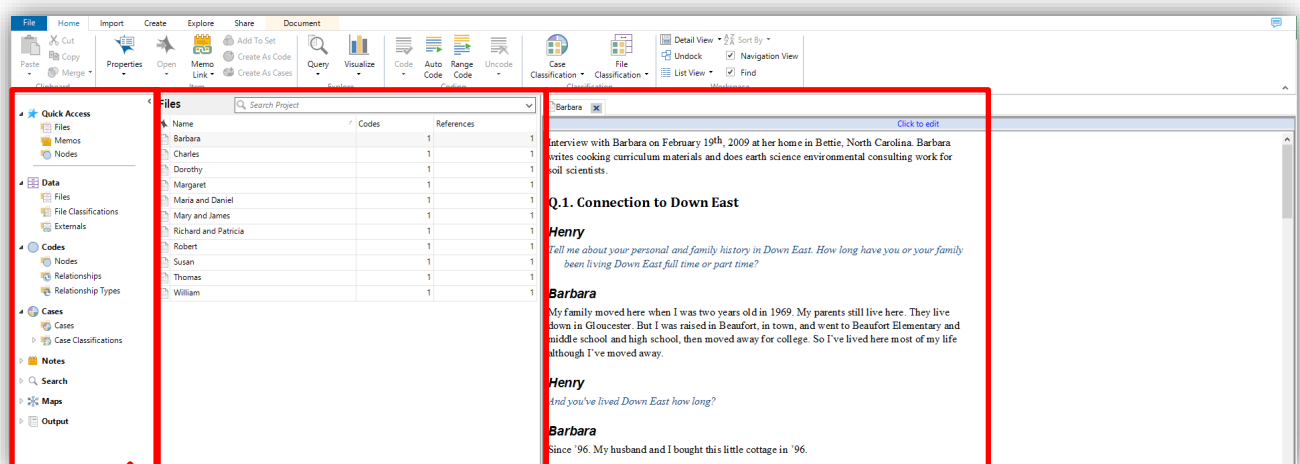 File Home Import Create Explore Share Document
Cut Add To Set Detail View Sort By
Copy Create As Code Undock Navigation View
Paste Merge Properties Open Memo Link Create As Cases Query Visualize Code Auto Code Range Code Uncode Case Classification File Classification List View Find
Clipboard Item Explore Coding Classification Workspace
Quick Access
Files
Memos
Nodes
Data
Files
File Classifications
Externals
Codes
Nodes
Relationships
Relationship Types
Cases
Cases
Case Classifications
Notes
Search
Maps
Output
Files Search Project
Name Codes References
Barbara 1 1
Charles 1 1
Dorothy 1 1
Margaret 1 1
Maria and Daniel 1 1
Mary and James 1 1
Richard and Patricia 1 1
Robert 1 1
Susan 1 1
Thomas 1 1
William 1 1
Barbara
Click to edit
Interview with Barbara on February 19th, 2009 at her home in Bettie, North Carolina. Barbara
writes cooking curriculum materials and does earth science environmental consulting work for
soil scientists.
Q.1. Connection to Down East
Henry
Tell me about your personal and family history in Down East. How long have you or your family
been living Down East full time or part time?
Barbara
My family moved here when I was two years old in 1969. My parents still live here. They live
down in Gloucester. But I was raised in Beaufort, in town, and went to Beaufort Elementary and
middle school and high school, then moved away for college. So I've lived here most of my life
although I've moved away.
Henry
And you've lived Down East how long?
Barbara
Since '96. My husband and I bought this little cottage in '96.